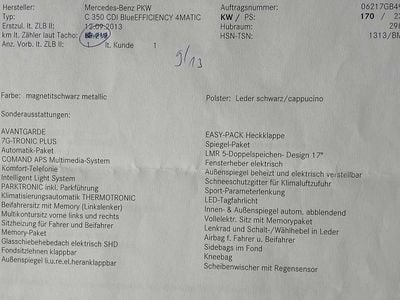 Hersteller: Mercedes-Benz PKW Auftragsnummer: 06217GB49
Typ: C 350 CDI BlueEFFICIENCY 4MATIC KW / PS: 170 / 23
Erstzul. lt. ZLB II: 12.09.2013 Hubraum: 298
km lt. Zähler laut Tacho: HSN-TSN: 1313/BM
Anz. Vorb. lt. ZLB II: 1 lt. Kunde 1
9/13
Farbe: magnetitschwarz metallic Polster: Leder schwarz/cappucino
Sonderausstattungen:
AVANTGARDE
7G-TRONIC PLUS
Automatik-Paket
COMAND APS Multimedia-System
Komfort-Telefonie
Intelligent Light System
PARKTRONIC inkl. Parkführung
Klimatisierungsautomatik THERMOTRONIC
Beifahrersitz mit Memory (Linkslenker)
Multikontursitz vorne links und rechts
Sitzheizung für Fahrer und Beifahrer
Memory-Paket
Glasschiebehebedach elektrisch SHD
Fondsitzlehnen klappbar
Außenspiegel li.u.re.el.heranklappbar
EASY-PACK Heckklappe
Spiegel-Paket
LMR 5-Doppelspeichen- Design 17"
Fensterheber elektrisch
Außenspiegel beheizt und elektrisch verstellbar
Schneeschutzgitter für Klimaluftzufuhr
Sport-Parameterlenkung
LED-Tagfahrlicht
Innen- & Außenspiegel autom. abblendend
Vollelektr. Sitz mit Memorypaket
Lenkrad und Schalt-/Wählhebel in Leder
Airbag f. Fahrer u. Beifahrer
Sidebags im Fond
Kneebag
Scheibenwischer mit Regensensor